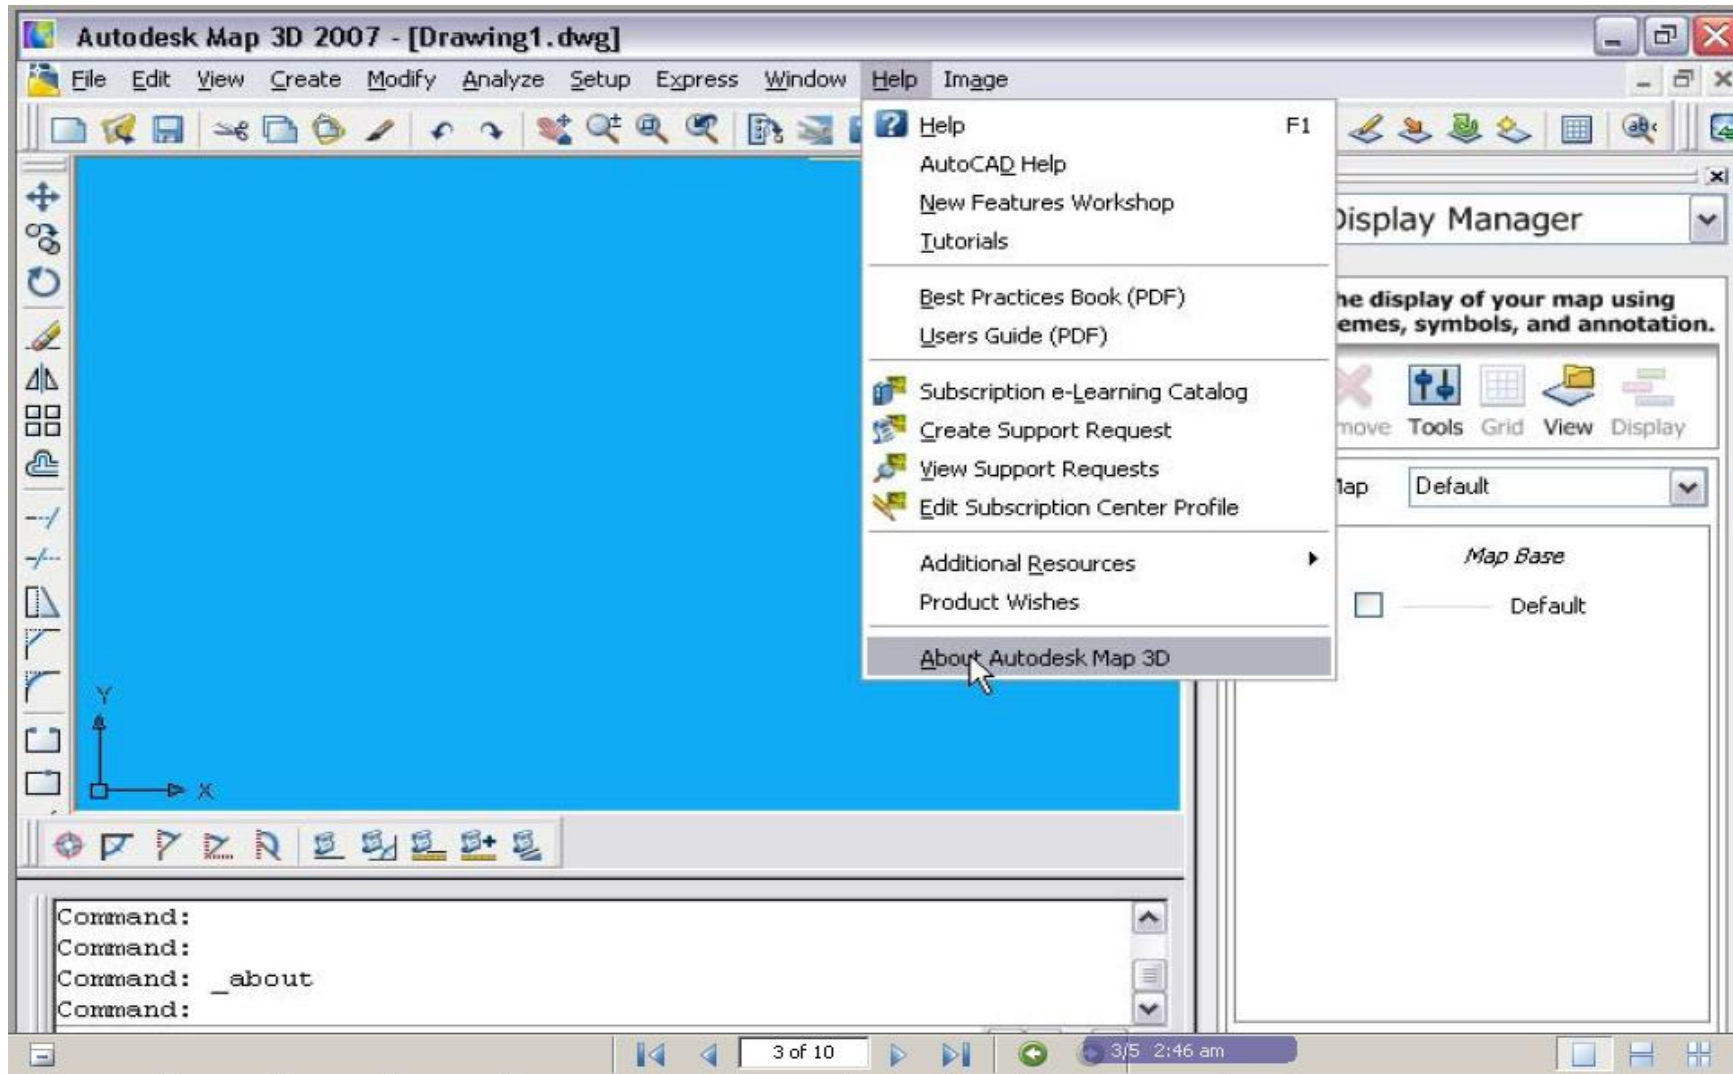 Autodesk Map 3D 2007 - [Drawing1.dwg]
File Edit View Create Modify Analyze Setup Express Window Help Image
Help F1
AutoCAD Help
New Features Workshop
Tutorials
Best Practices Book (PDF)
Users Guide (PDF)
Subscription e-Learning Catalog
Create Support Request
View Support Requests
Edit Subscription Center Profile
Additional Resources
Product Wishes
About Autodesk Map 3D
Display Manager
he display of your map using
emes, symbols, and annotation.
move Tools Grid View Display
Map Default
Map Base
Default
Y
X
Command:
Command:
Command: _about
Command:
3 of 10
3/5 2:46 am